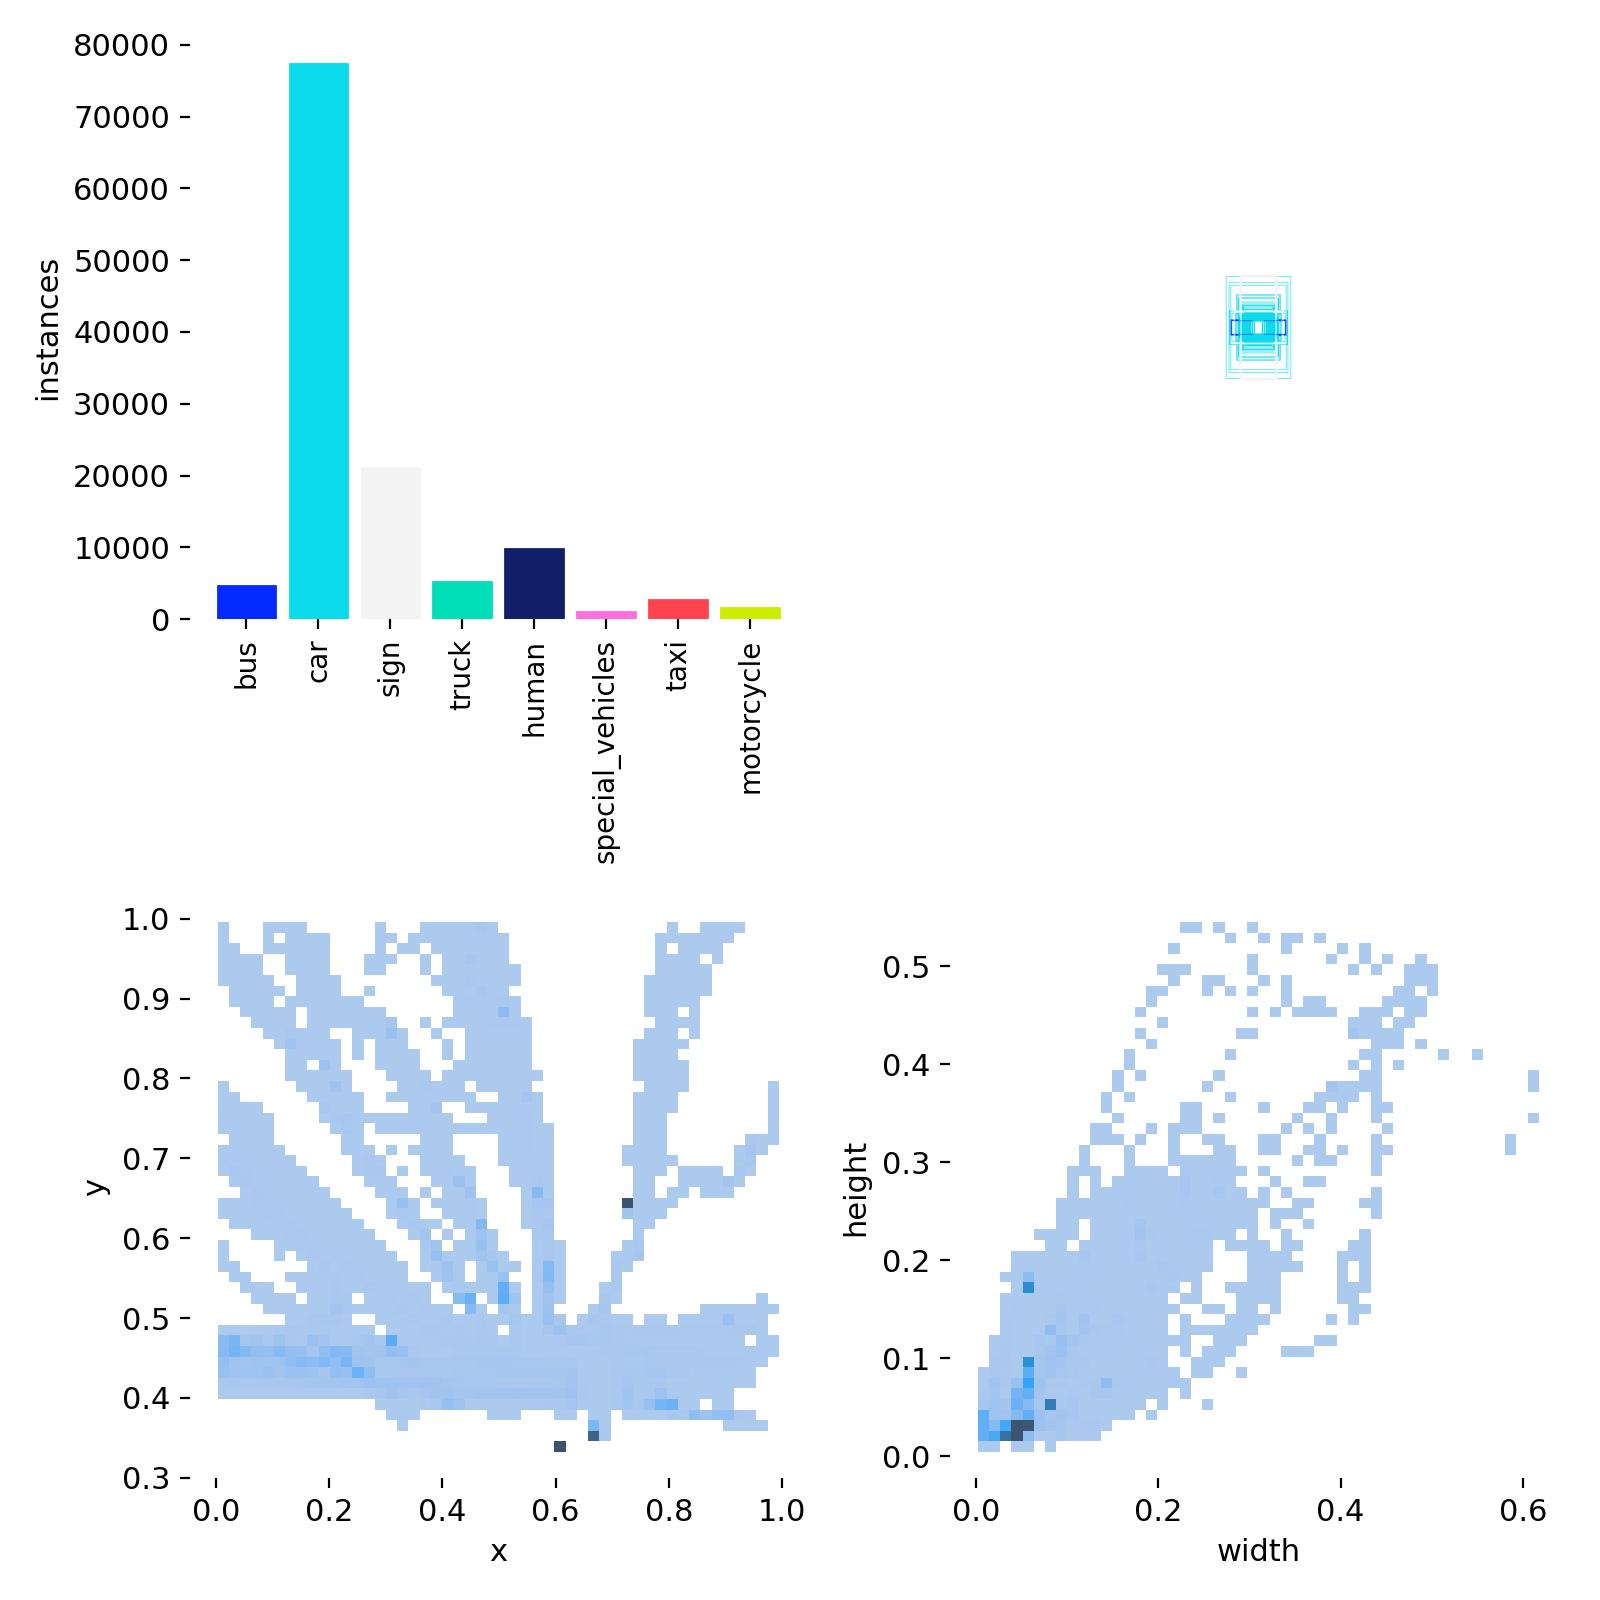 80000
70000
60000
50000
40000
30000
20000
10000
0
instances
bus
car
sign
truck
human
special_vehicles
taxi
motorcycle
1.0
0.9
0.8
0.7
0.6
0.5
0.4
0.3
y
0.0 0.2 0.4 0.6 0.8 1.0
x
0.5
0.4
0.3
0.2
0.1
0.0
height
0.0 0.2 0.4 0.6
width